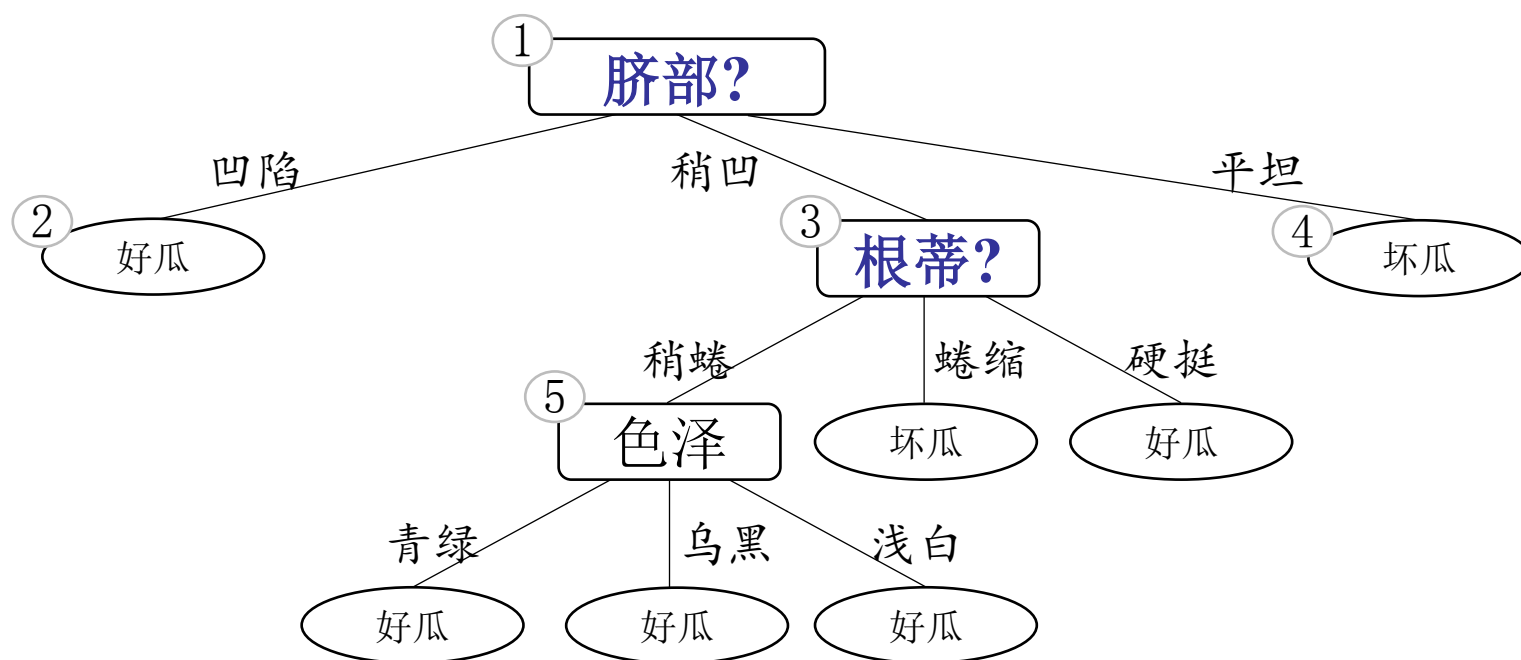 1
脐部?
凹陷
稍凹
平坦
2
好瓜
3
根蒂?
4
坏瓜
稍蜷
蜷缩
硬挺
5
色泽
坏瓜
好瓜
青绿
乌黑
浅白
好瓜
好瓜
好瓜